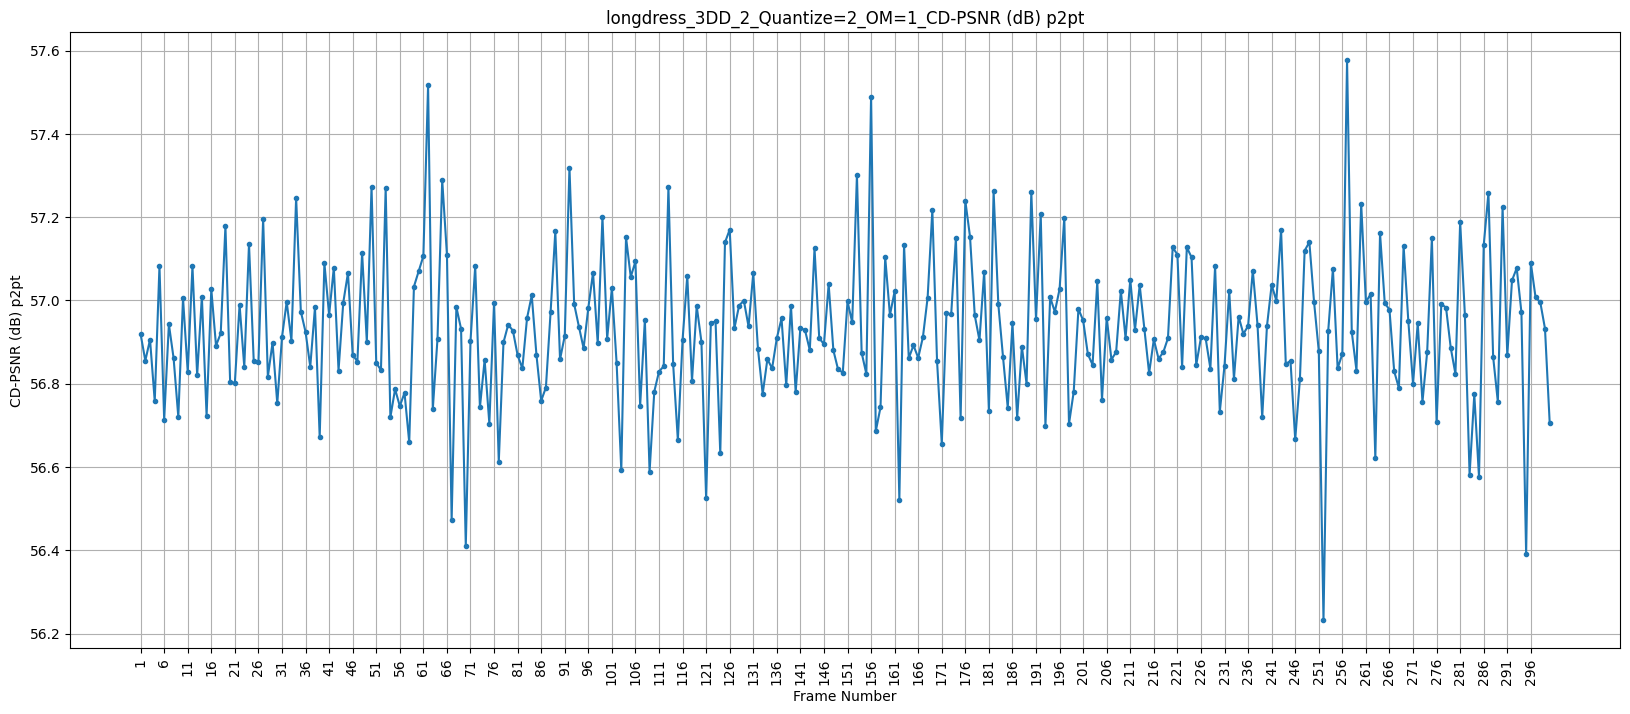 longdress_3DD_2_Quantize=2_OM=1_CD-PSNR (dB) p2pt
57.6
57.4
57.2
57.0
56.8
56.6
56.4
56.2
CD-PSNR (dB) p2pt
1 6 11 16 21 26 31 36 41 46 51 56 61 66 71 76 81 86 91 96 101 106 111 116 121 126 131 136 141 146 151 156 161 166 171 176 181 186 191 196 201 206 211 216 221 226 231 236 241 246 251 256 261 266 271 276 281 286 291 296
Frame Number